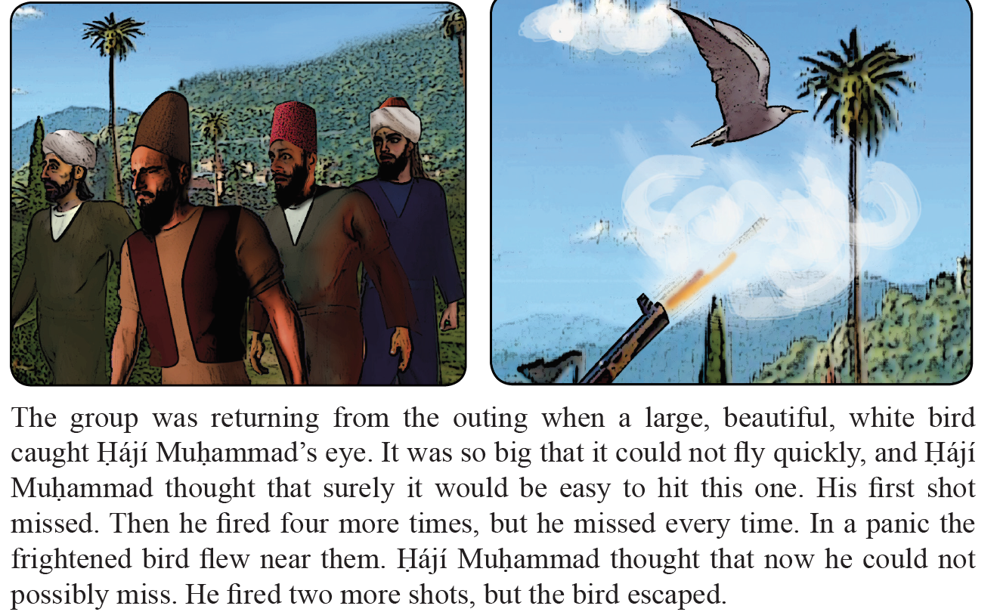 The group was returning from the outing when a large, beautiful, white bird
caught Ḥájí Muḥammad’s eye. It was so big that it could not fly quickly, and Ḥájí
Muḥammad thought that surely it would be easy to hit this one. His first shot
missed. Then he fired four more times, but he missed every time. In a panic the
frightened bird flew near them. Ḥájí Muḥammad thought that now he could not
possibly miss. He fired two more shots, but the bird escaped.